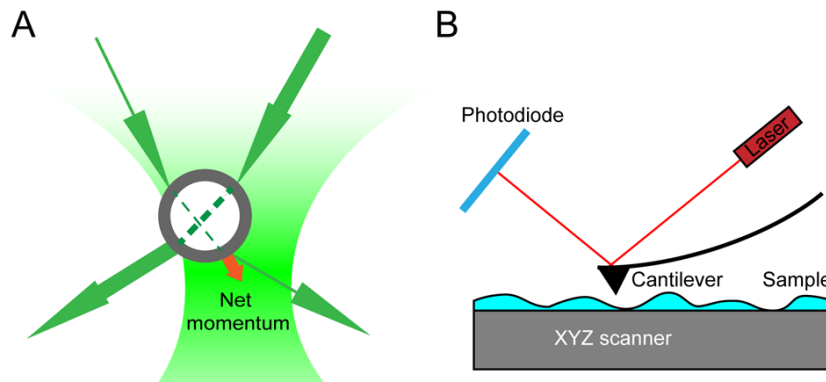 A
B
Photodiode
Laser
Cantilever
Sample
Net
momentum
XYZ scanner